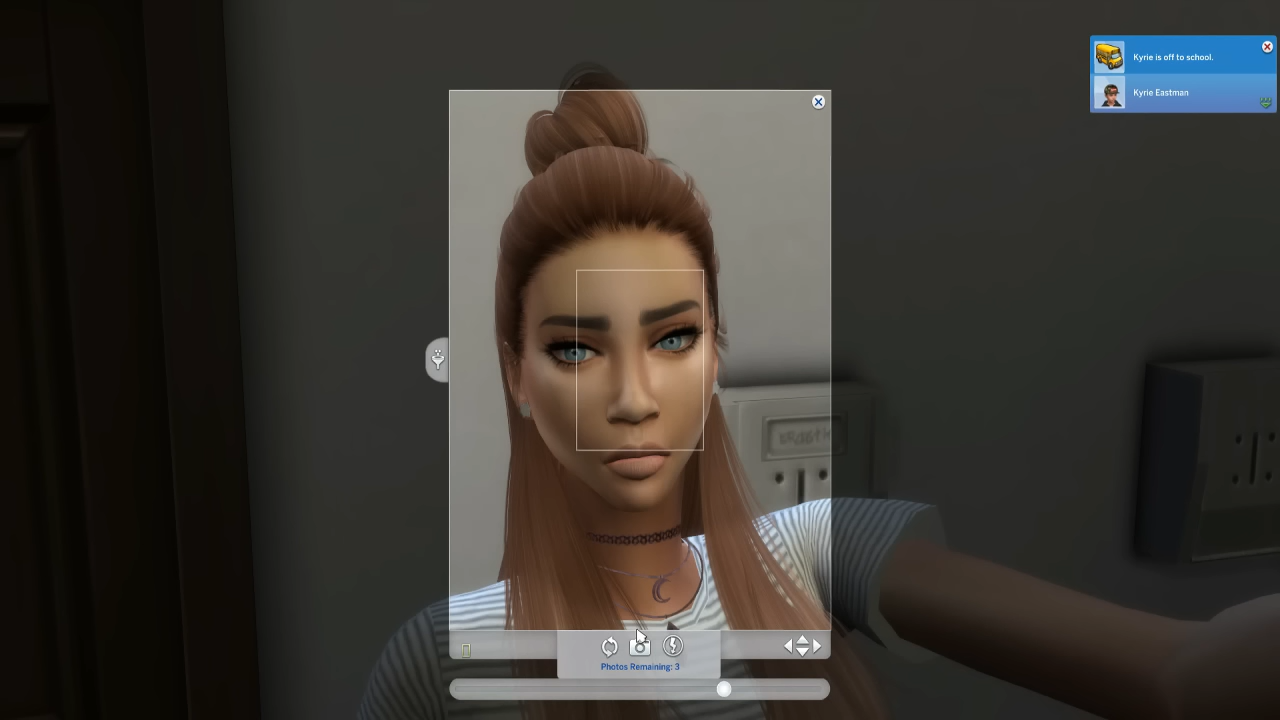 Kyrie is off to school.
Kyrie Eastman
Photos Remaining: 3